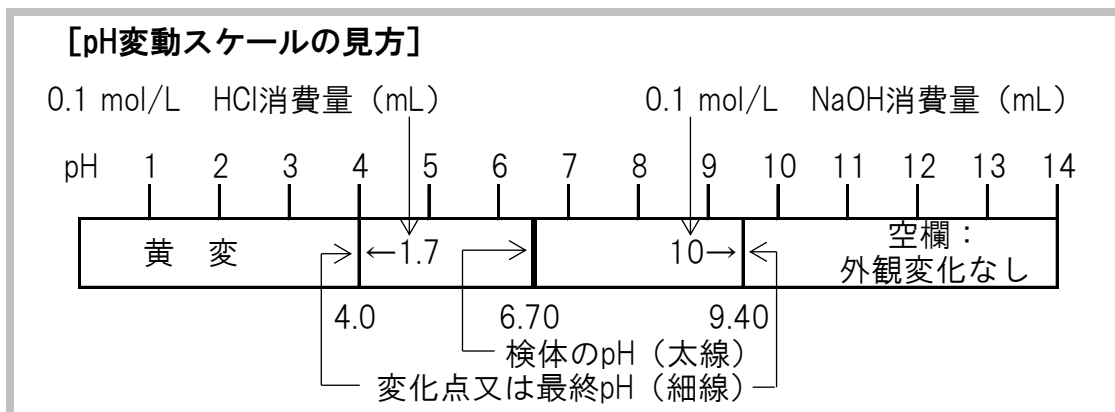 ［pH変動スケールの見方］
0.1 mol/L　HCl消費量（mL）　0.1 mol/L　NaOH消費量（mL）
pH 1 2 3 4 5 6 7 8 9 10 11 12 13 14
黄　変　←1.7　10→　空欄：
外観変化なし
4.0　6.70　9.40
検体のpH（太線）
変化点又は最終pH（細線）